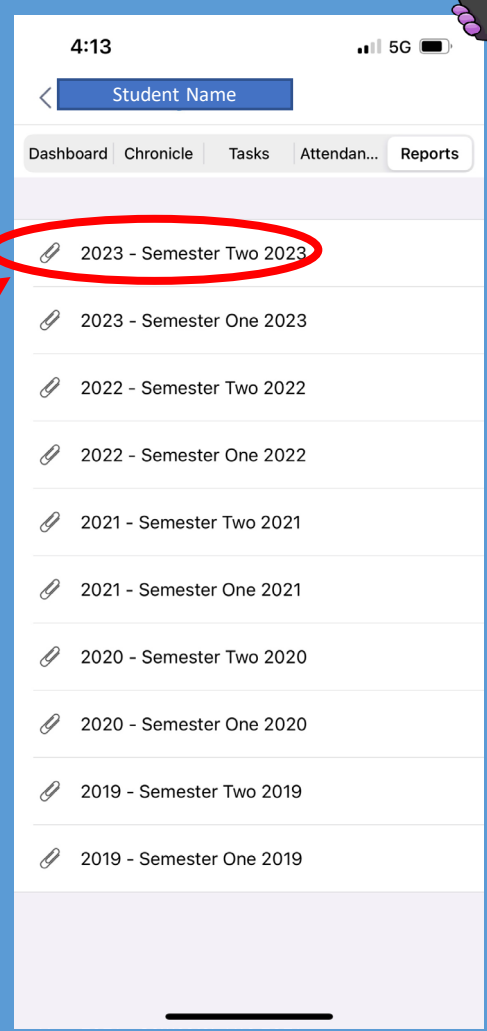 4:13 5G
Student Name
Dashboard Chronicle Tasks Attendan... Reports
2023 - Semester Two 2023
2023 - Semester One 2023
2022 - Semester Two 2022
2022 - Semester One 2022
2021 - Semester Two 2021
2021 - Semester One 2021
2020 - Semester Two 2020
2020 - Semester One 2020
2019 - Semester Two 2019
2019 - Semester One 2019